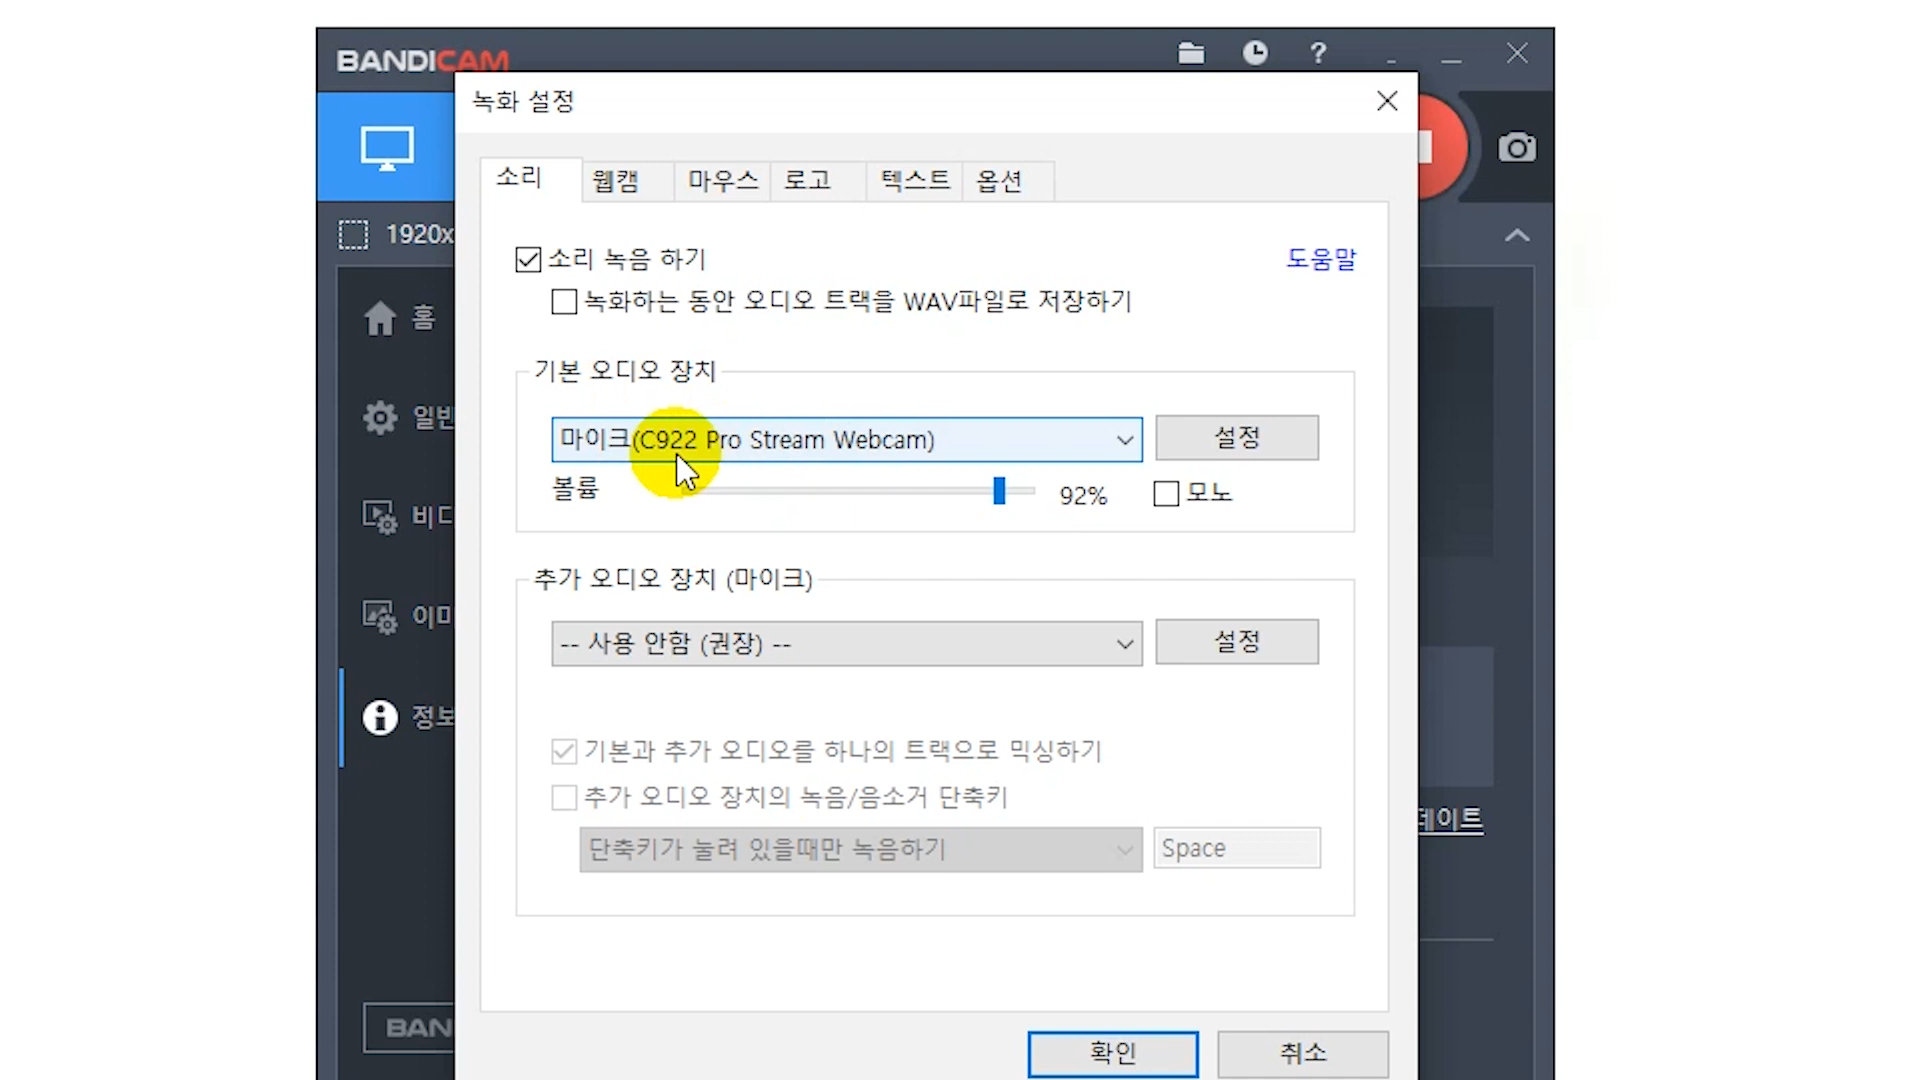 BANDICAM
녹화 설정
소리 웹캠 마우스 로고 텍스트 옵션
1920x
소리 녹음 하기 도움말
녹화하는 동안 오디오 트랙을 WAV파일로 저장하기
홈
기본 오디오 장치
일반
마이크(C922 Pro Stream Webcam) 설정
볼륨 92% 모노
비디
추가 오디오 장치 (마이크)
이미
-- 사용 안함 (권장) -- 설정
정보
기본과 추가 오디오를 하나의 트랙으로 믹싱하기
추가 오디오 장치의 녹음/음소거 단축키
데이트
단축키가 눌려 있을때만 녹음하기 Space
BAN
확인 취소